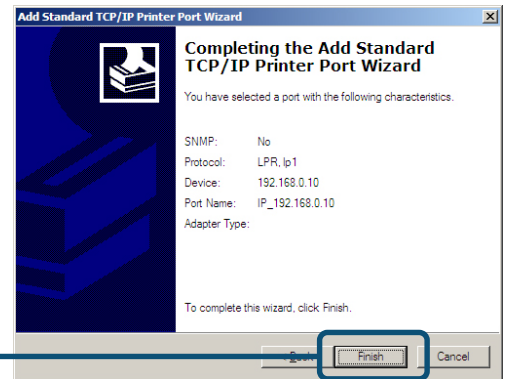 Add Standard TCP/IP Printer Port Wizard
Completing the Add Standard
TCP/IP Printer Port Wizard
You have selected a port with the following characteristics.
SNMP: No
Protocol: LPR, lp1
Device: 192.168.0.10
Port Name: IP_192.168.0.10
Adapter Type:
To complete this wizard, click Finish.
Finish Cancel